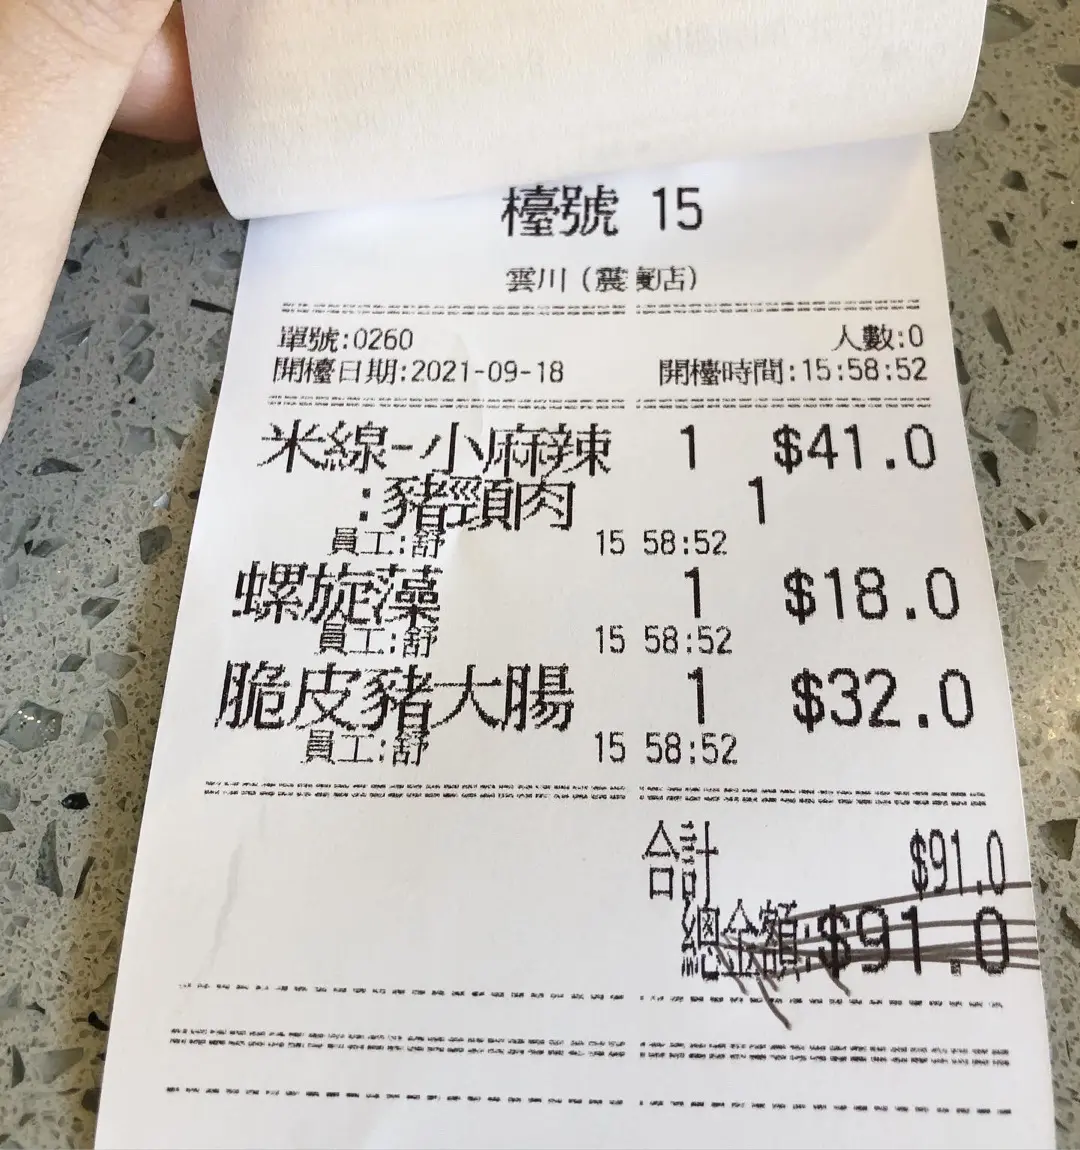 檯號 15
雲川 (震 店)
單號:0260 人數:0
開檯日期:2021-09-18 開檯時間:15:58:52
米線-小麻辣 1 $41.0
:豬頸肉 1
員工:舒 15 58:52
螺旋藻 1 $18.0
員工:舒 15 58:52
脆皮豬大腸 1 $32.0
員工:舒 15 58:52
合計 $91.0
總金額:$91.0